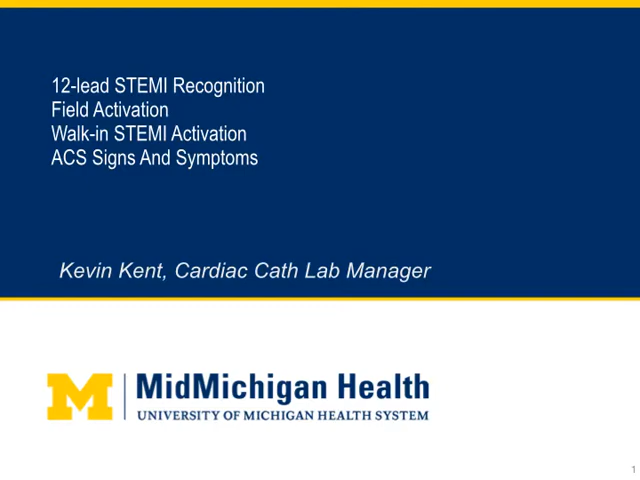 12-lead STEMI Recognition
Field Activation
Walk-in STEMI Activation
ACS Signs And Symptoms
Kevin Kent, Cardiac Cath Lab Manager
M MidMichigan Health
UNIVERSITY OF MICHIGAN HEALTH SYSTEM
1